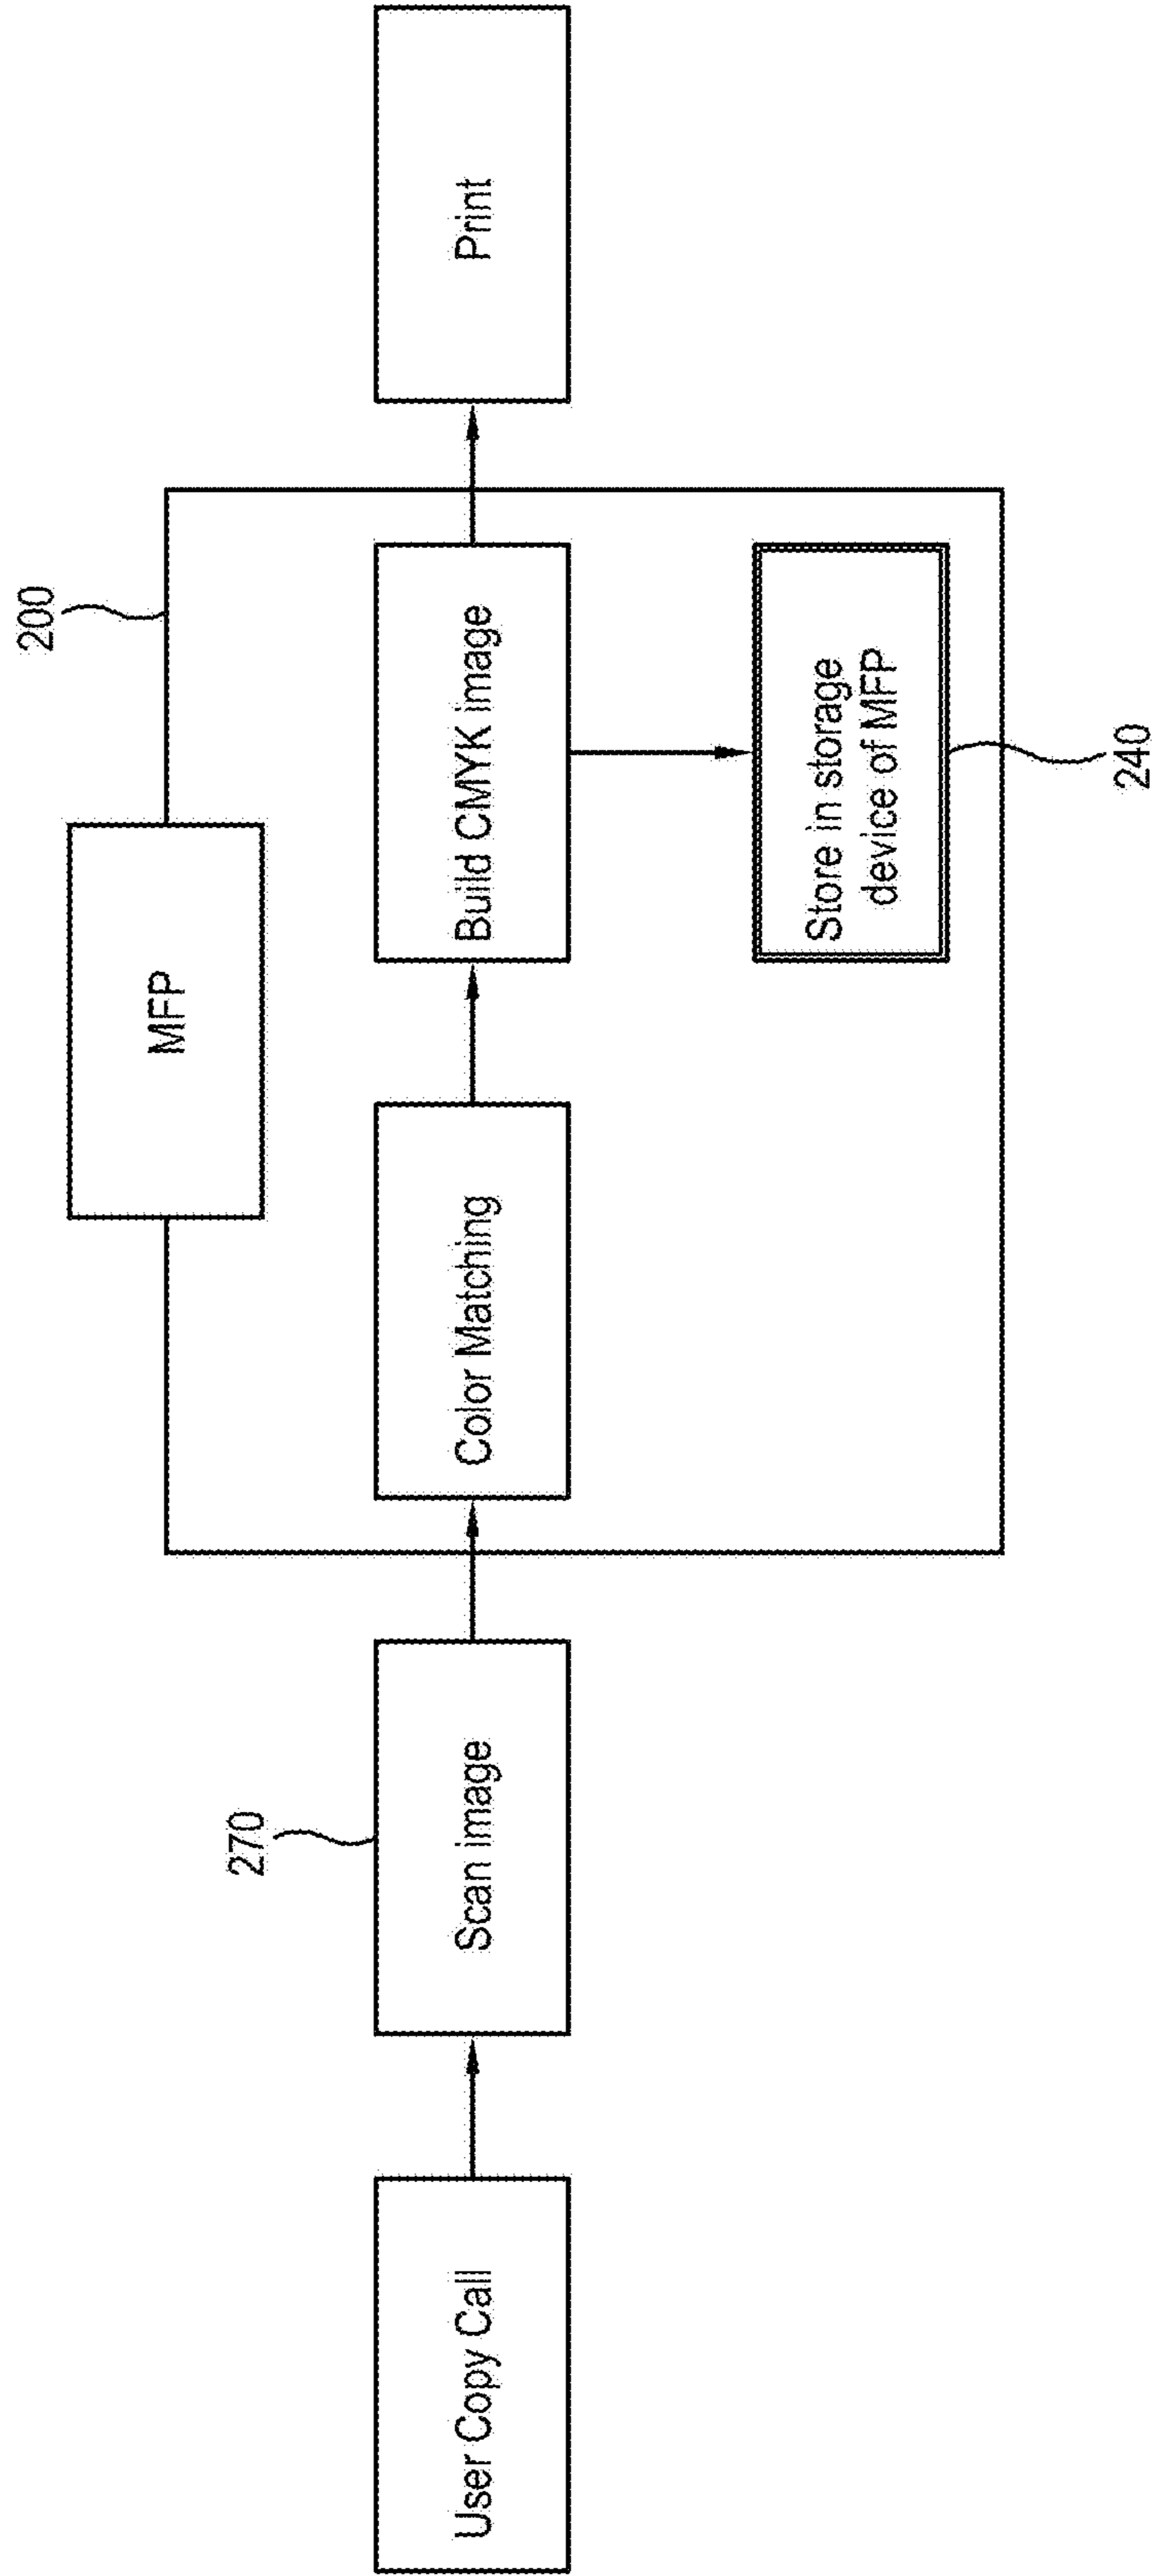 200
MFP
270
User Copy Call
Scan image
Color Matching
Build CMYK image
Print
Store in storage
device of MFP
240